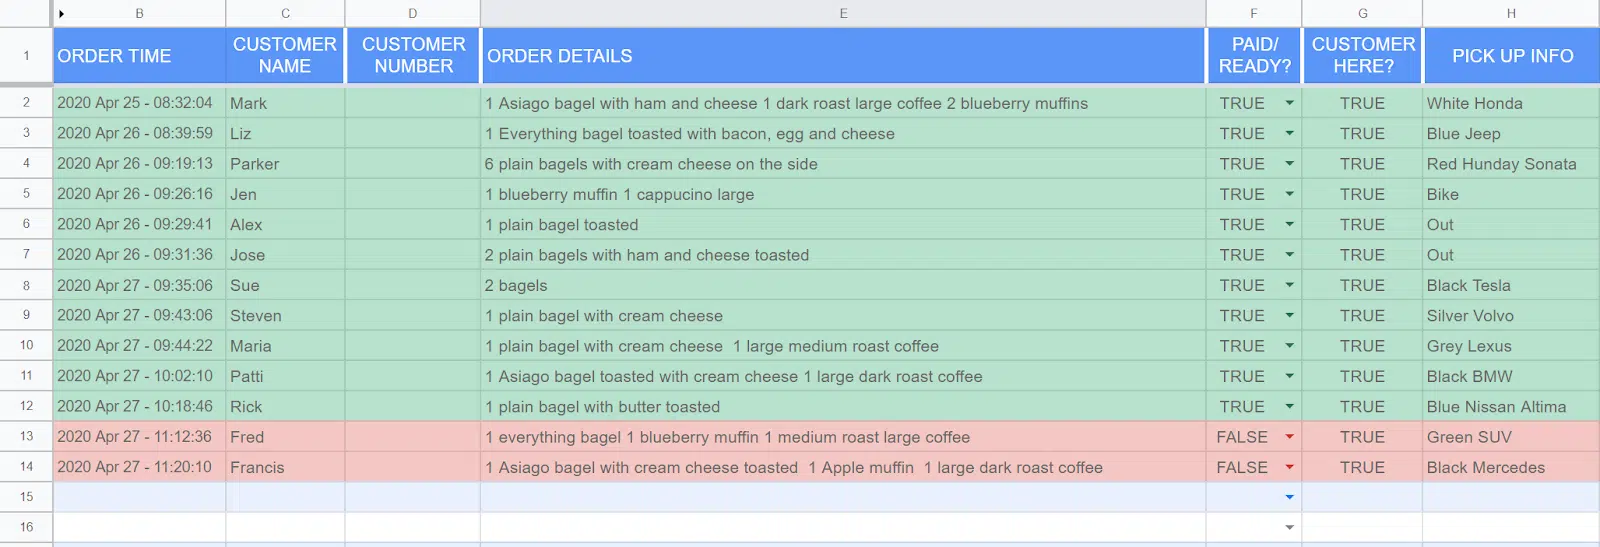 B C D E F G H
1 ORDER TIME CUSTOMER NAME CUSTOMER NUMBER ORDER DETAILS PAID/ READY? CUSTOMER HERE? PICK UP INFO
2 2020 Apr 25 - 08:32:04 Mark 1 Asiago bagel with ham and cheese 1 dark roast large coffee 2 blueberry muffins TRUE TRUE White Honda
3 2020 Apr 26 - 08:39:59 Liz 1 Everything bagel toasted with bacon, egg and cheese TRUE TRUE Blue Jeep
4 2020 Apr 26 - 09:19:13 Parker 6 plain bagels with cream cheese on the side TRUE TRUE Red Hunday Sonata
5 2020 Apr 26 - 09:26:16 Jen 1 blueberry muffin 1 cappucino large TRUE TRUE Bike
6 2020 Apr 26 - 09:29:41 Alex 1 plain bagel toasted TRUE TRUE Out
7 2020 Apr 26 - 09:31:36 Jose 2 plain bagels with ham and cheese toasted TRUE TRUE Out
8 2020 Apr 27 - 09:35:06 Sue 2 bagels TRUE TRUE Black Tesla
9 2020 Apr 27 - 09:43:06 Steven 1 plain bagel with cream cheese TRUE TRUE Silver Volvo
10 2020 Apr 27 - 09:44:22 Maria 1 plain bagel with cream cheese  1 large medium roast coffee TRUE TRUE Grey Lexus
11 2020 Apr 27 - 10:02:10 Patti 1 Asiago bagel toasted with cream cheese 1 large dark roast coffee TRUE TRUE Black BMW
12 2020 Apr 27 - 10:18:46 Rick 1 plain bagel with butter toasted TRUE TRUE Blue Nissan Altima
13 2020 Apr 27 - 11:12:36 Fred 1 everything bagel 1 blueberry muffin 1 medium roast large coffee FALSE TRUE Green SUV
14 2020 Apr 27 - 11:20:10 Francis 1 Asiago bagel with cream cheese toasted  1 Apple muffin  1 large dark roast coffee FALSE TRUE Black Mercedes
15
16